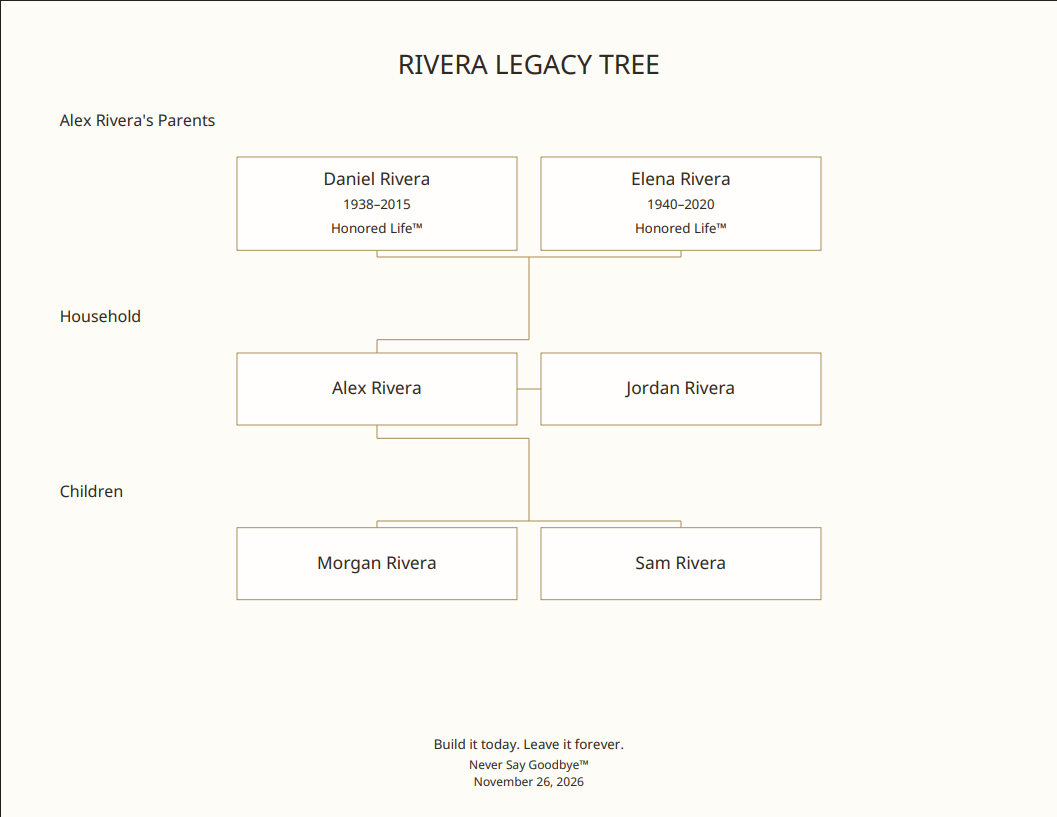 RIVERA LEGACY TREE
Alex Rivera's Parents
Daniel Rivera
1938–2015
Honored Life™
Elena Rivera
1940–2020
Honored Life™
Household
Alex Rivera
Jordan Rivera
Children
Morgan Rivera
Sam Rivera
Build it today. Leave it forever.
Never Say Goodbye™
November 26, 2026